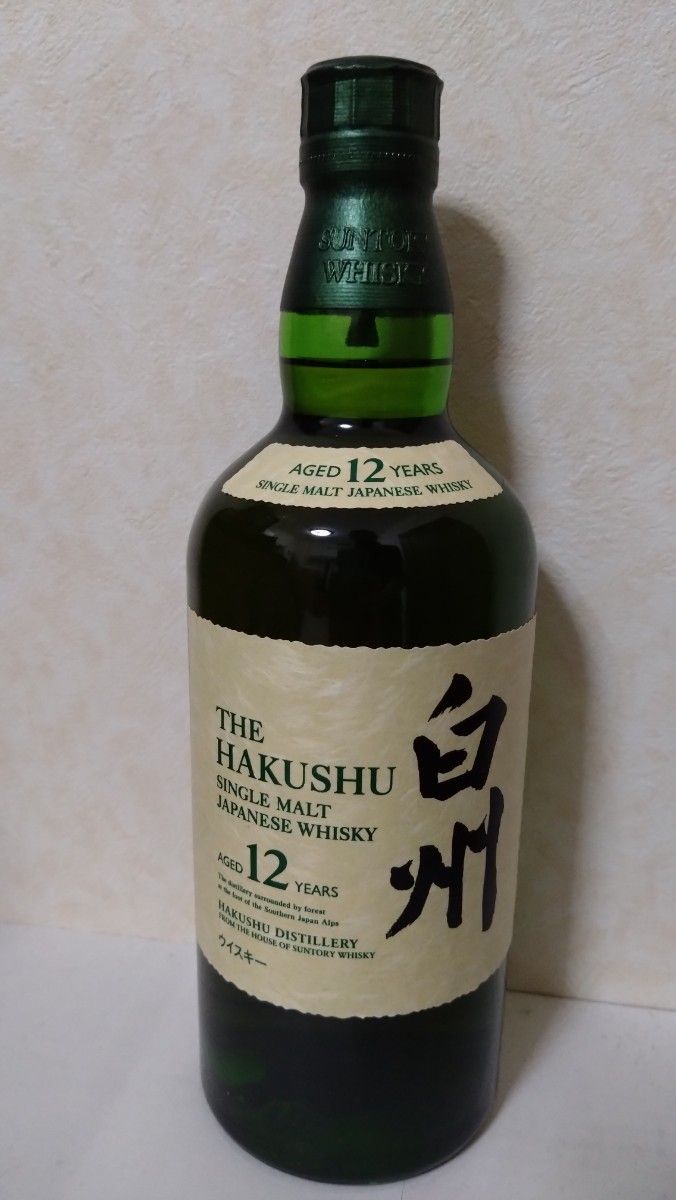 SUNTORY
WHISKY
AGED 12 YEARS
SINGLE MALT JAPANESE WHISKY
THE
HAKUSHU
SINGLE MALT
JAPANESE WHISKY
AGED 12 YEARS
The distillery surrounded by forest
at the foot of the Southern Japan Alps
HAKUSHU DISTILLERY
FROM THE HOUSE OF SUNTORY WHISKY
ウイスキー
白州